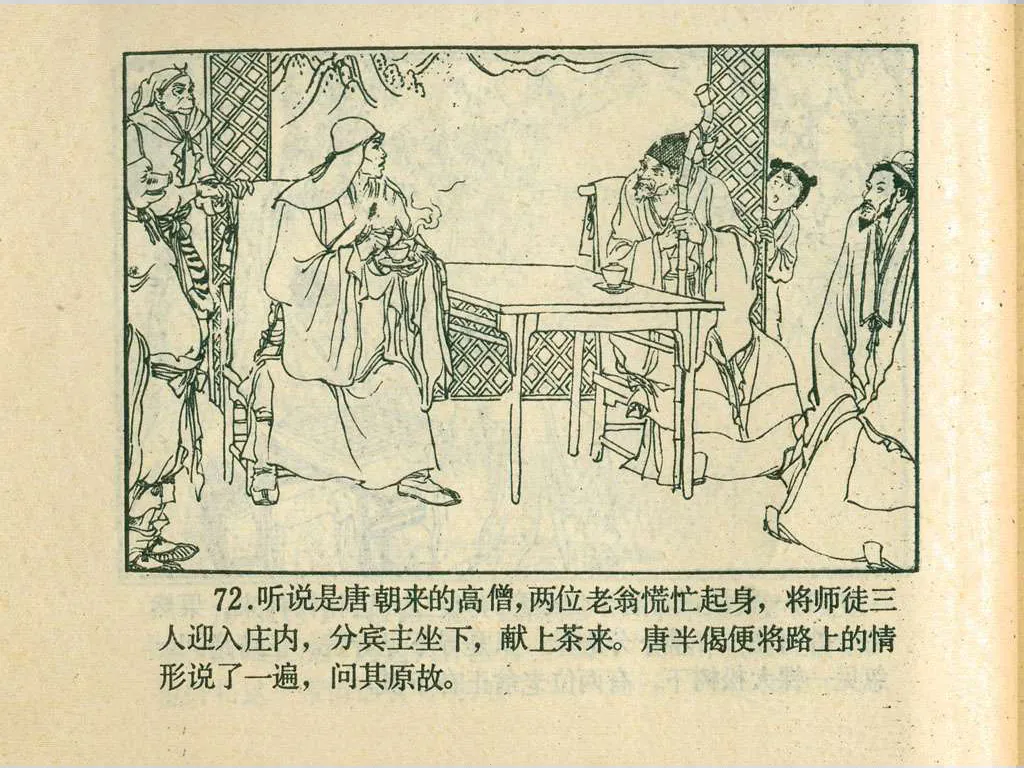 72.听说是唐朝来的高僧,两位老翁慌忙起身，将师徒三
人迎入庄内，分宾主坐下，献上茶来。唐半偈便将路上的情
形说了一遍，问其原故。